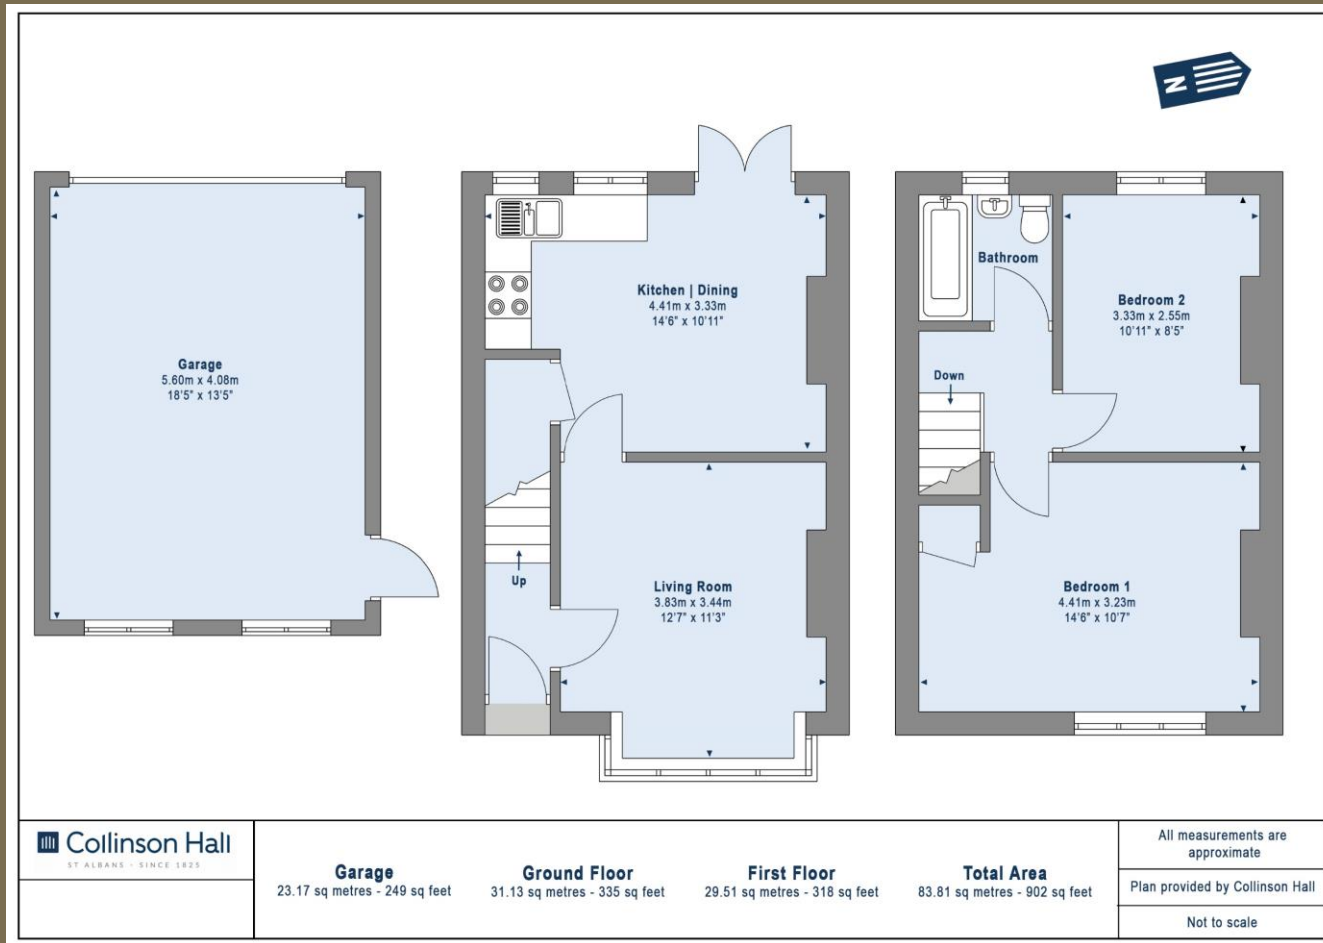 N
Garage
5.60m x 4.08m
18'5" x 13'5"
Kitchen | Dining
4.41m x 3.33m
14'6" x 10'11"
Up
Living Room
3.83m x 3.44m
12'7" x 11'3"
Bathroom
Bedroom 2
3.33m x 2.55m
10'11" x 8'5"
Down
Bedroom 1
4.41m x 3.23m
14'6" x 10'7"
Collinson Hall
ST ALBANS · SINCE 1825
Garage
23.17 sq metres - 249 sq feet
Ground Floor
31.13 sq metres - 335 sq feet
First Floor
29.51 sq metres - 318 sq feet
Total Area
83.81 sq metres - 902 sq feet
All measurements are
approximate
Plan provided by Collinson Hall
Not to scale